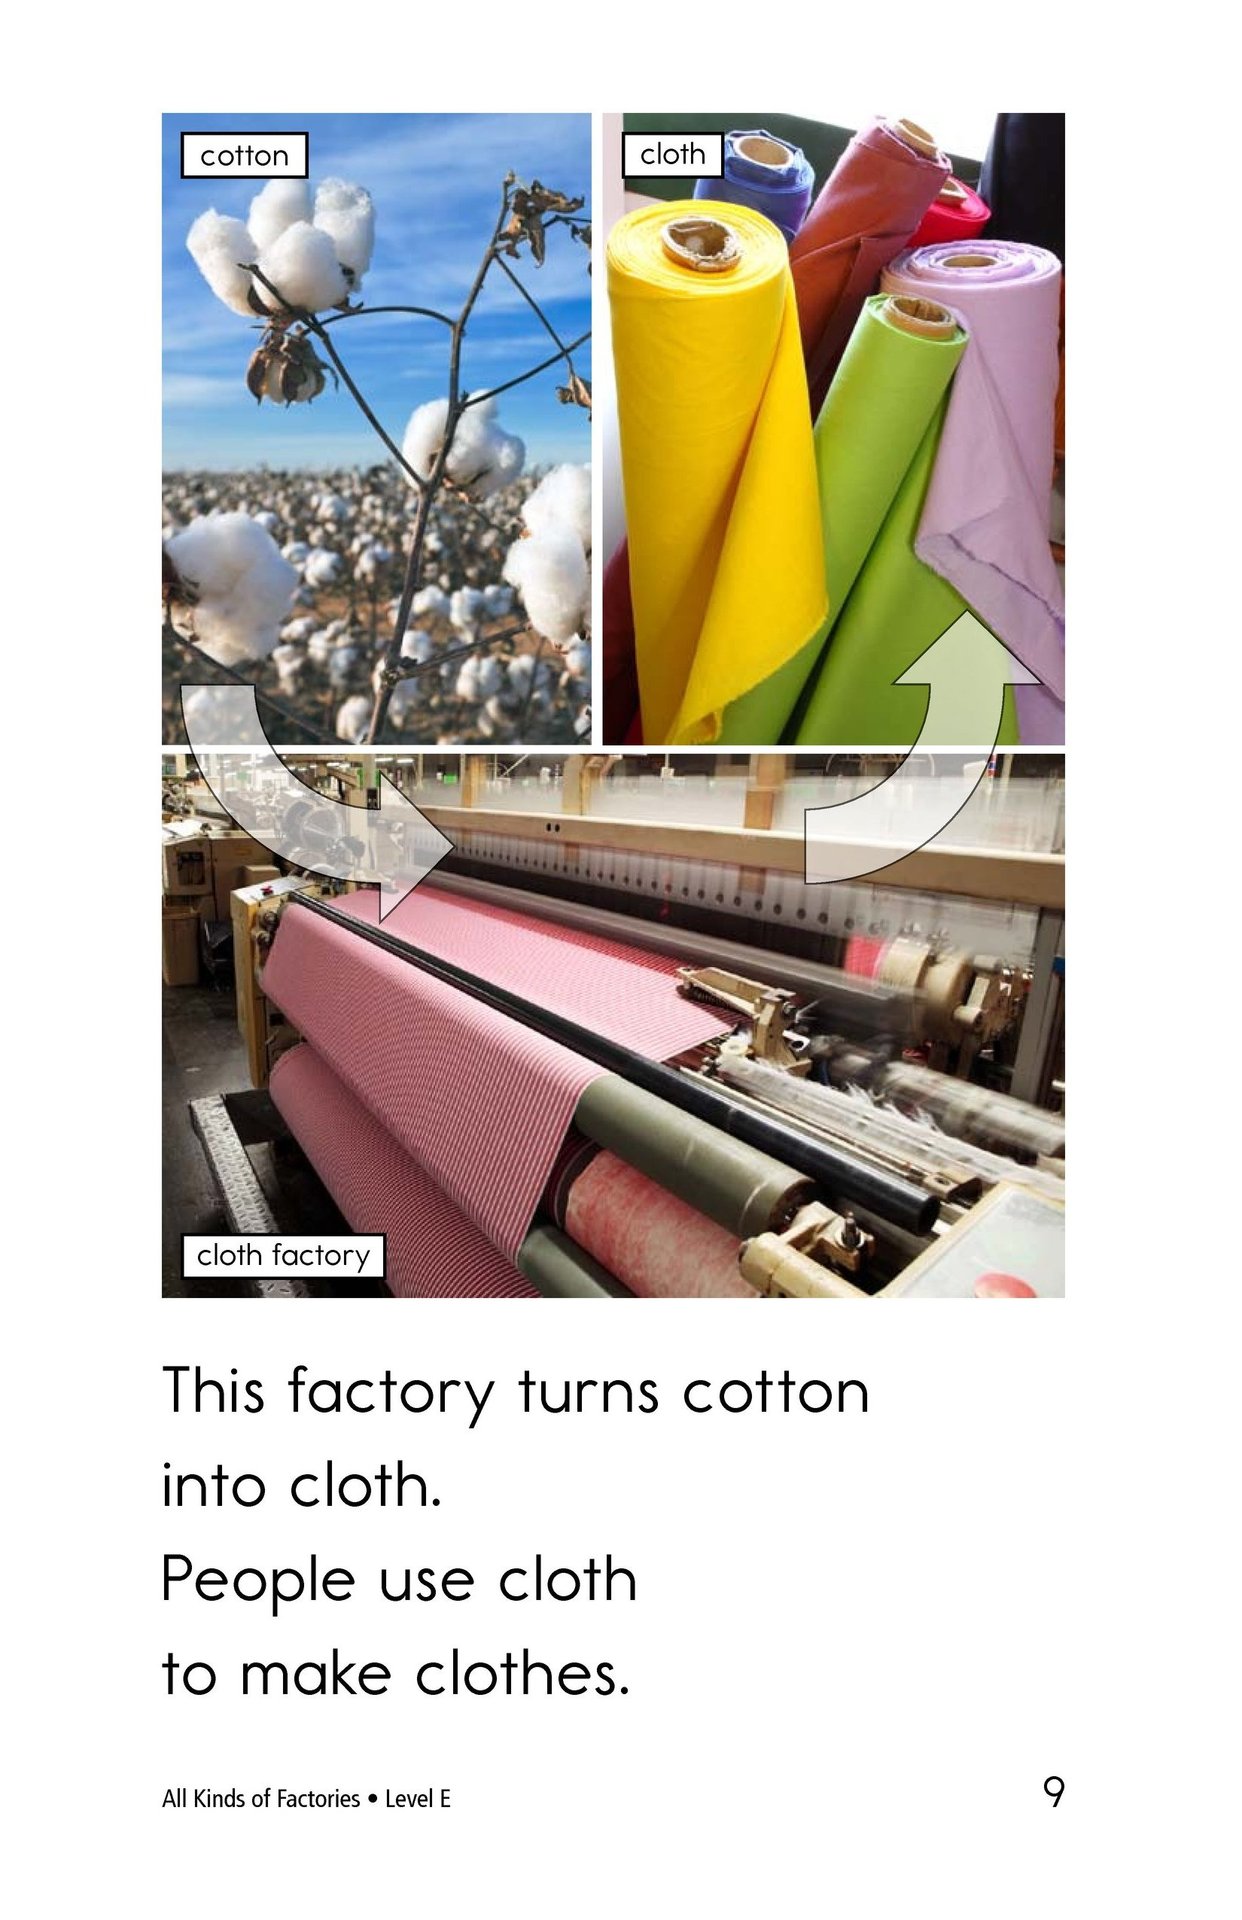 cotton
cloth
cloth factory
This factory turns cotton
into cloth.
People use cloth
to make clothes.
All Kinds of Factories • Level E
9